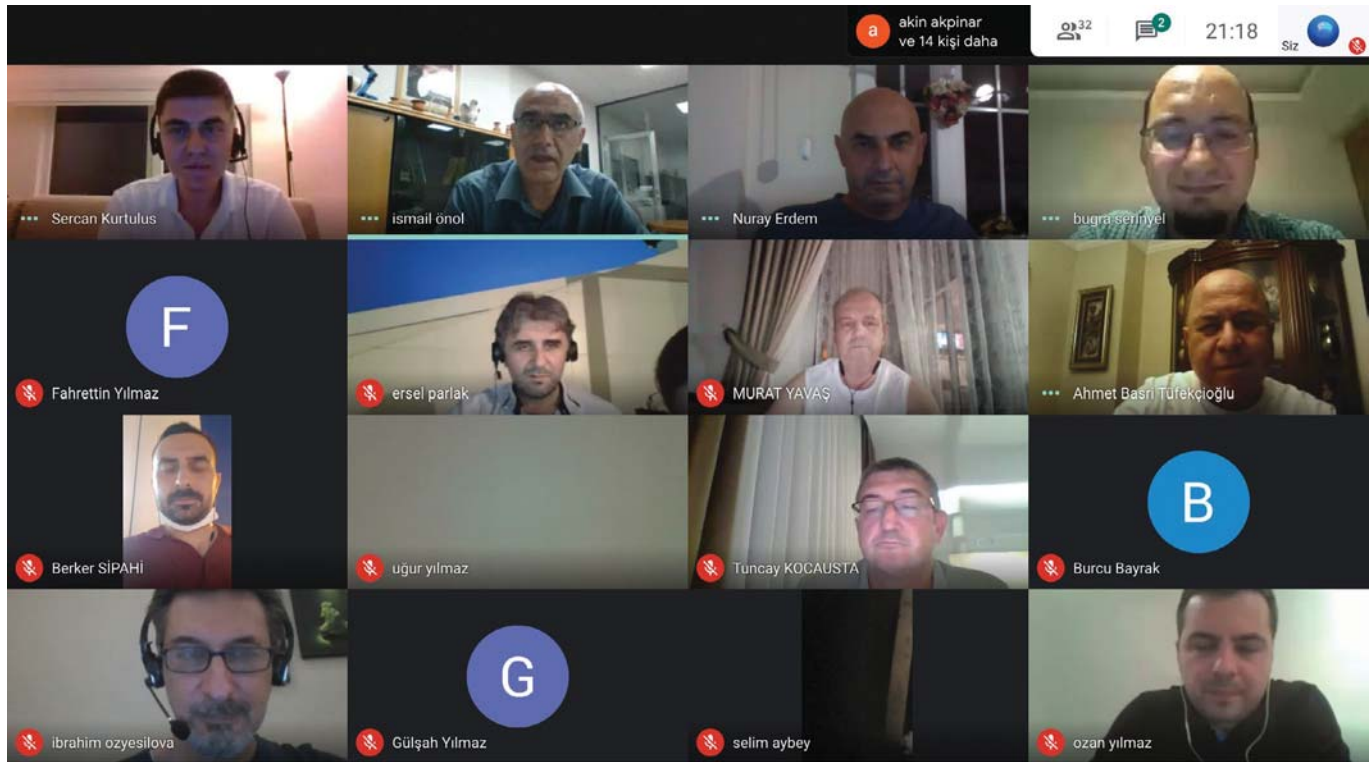 a
akin akpinar
ve 14 kişi daha
32
2
21:18
Siz
Sercan Kurtulus
ismail önol
Nuray Erdem
bugra serinyel
F
Fahrettin Yılmaz
ersel parlak
MURAT YAVAŞ
Ahmet Basri Tüfekçioğlu
Berker SİPAHİ
uğur yılmaz
Tuncay KOCAUSTA
B
Burcu Bayrak
ibrahim ozyesilova
G
Gülşah Yılmaz
selim aybey
ozan yılmaz